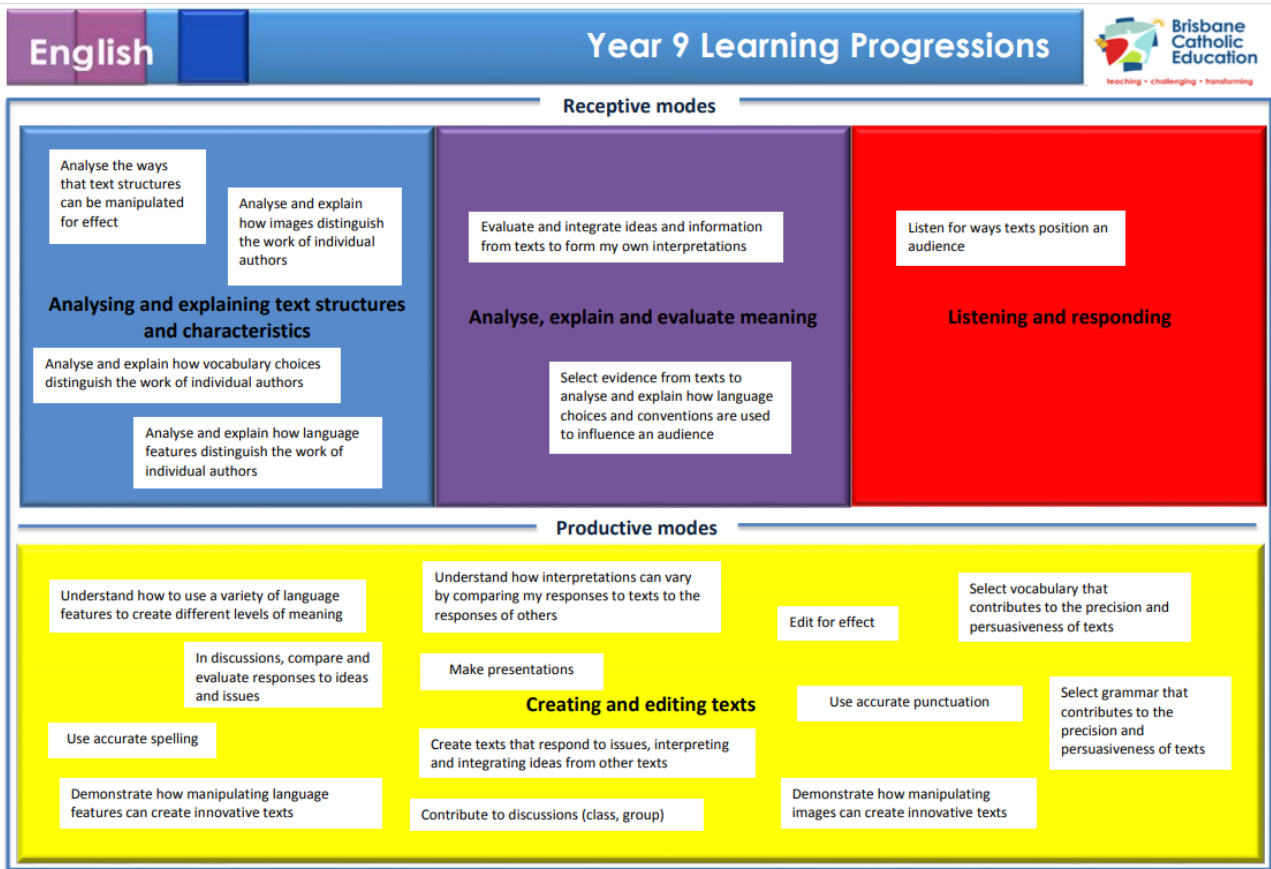 English
Year 9 Learning Progressions
Brisbane
Catholic
Education
teaching • challenging • transforming
Receptive modes
Analyse the ways
that text structures
can be manipulated
for effect
Analyse and explain
how images distinguish
the work of individual
authors
Analysing and explaining text structures
and characteristics
Analyse and explain how vocabulary choices
distinguish the work of individual authors
Analyse and explain how language
features distinguish the work of
individual authors
Evaluate and integrate ideas and information
from texts to form my own interpretations
Analyse, explain and evaluate meaning
Select evidence from texts to
analyse and explain how language
choices and conventions are used
to influence an audience
Listen for ways texts position an
audience
Listening and responding
Productive modes
Understand how to use a variety of language
features to create different levels of meaning
In discussions, compare and
evaluate responses to ideas
and issues
Use accurate spelling
Demonstrate how manipulating language
features can create innovative texts
Understand how interpretations can vary
by comparing my responses to texts to the
responses of others
Make presentations
Creating and editing texts
Create texts that respond to issues, interpreting
and integrating ideas from other texts
Contribute to discussions (class, group)
Edit for effect
Use accurate punctuation
Demonstrate how manipulating
images can create innovative texts
Select vocabulary that
contributes to the precision and
persuasiveness of texts
Select grammar that
contributes to the
precision and
persuasiveness of texts